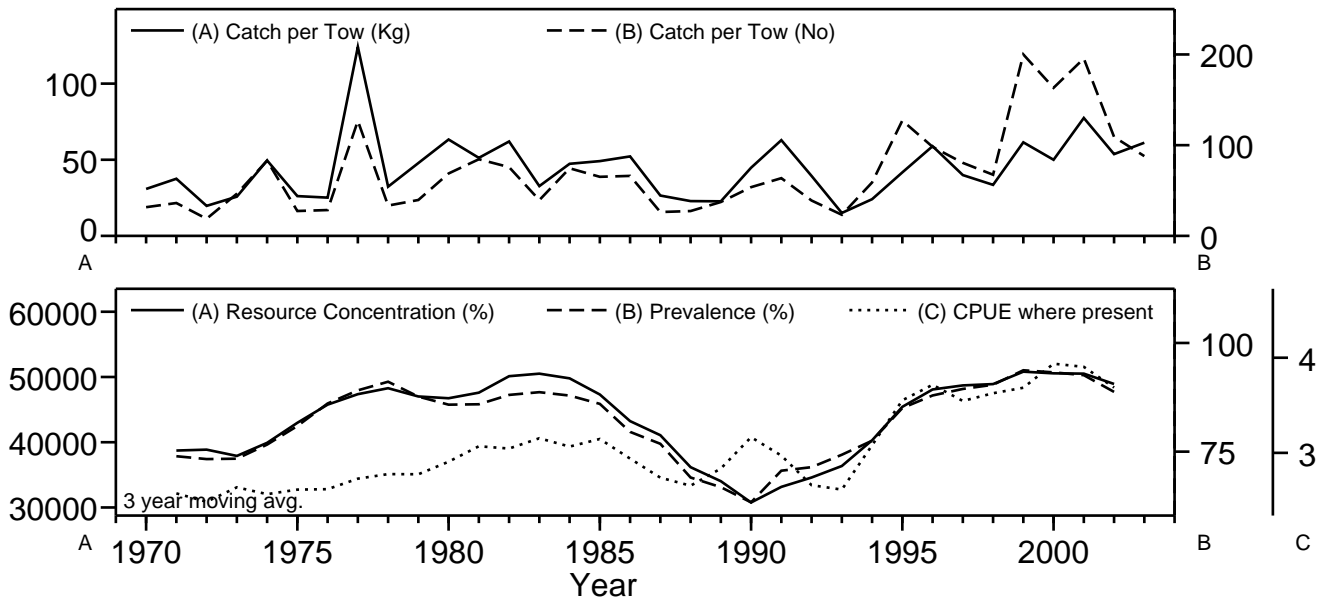 (A) Catch per Tow (Kg) (B) Catch per Tow (No)
100
50
0
200
100
0
A B
(A) Resource Concentration (%) (B) Prevalence (%) (C) CPUE where present
60000
50000
40000
30000
100
75
4
3
3 year moving avg.
A 1970 1975 1980 1985 1990 1995 2000 B C
Year